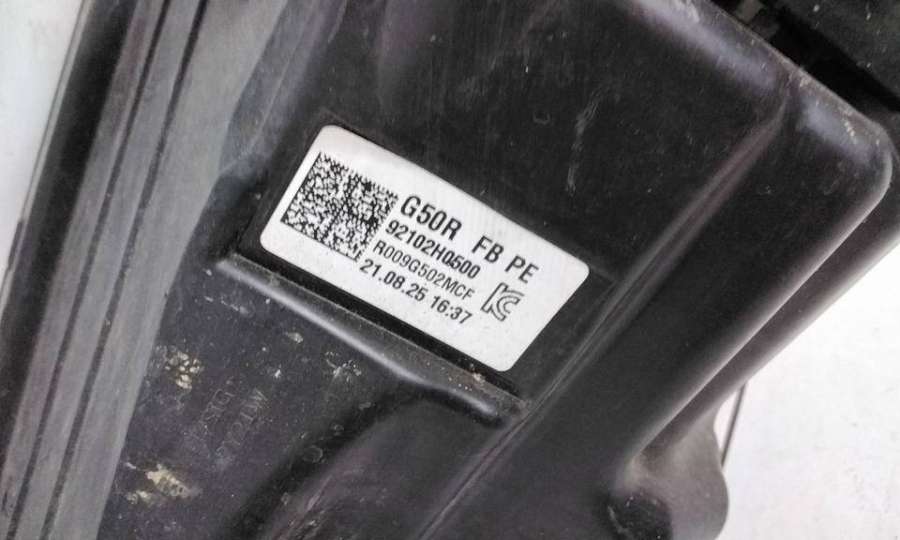 G50R FB PE
92102H0500
R009G502MCF
21.08.25 16:37